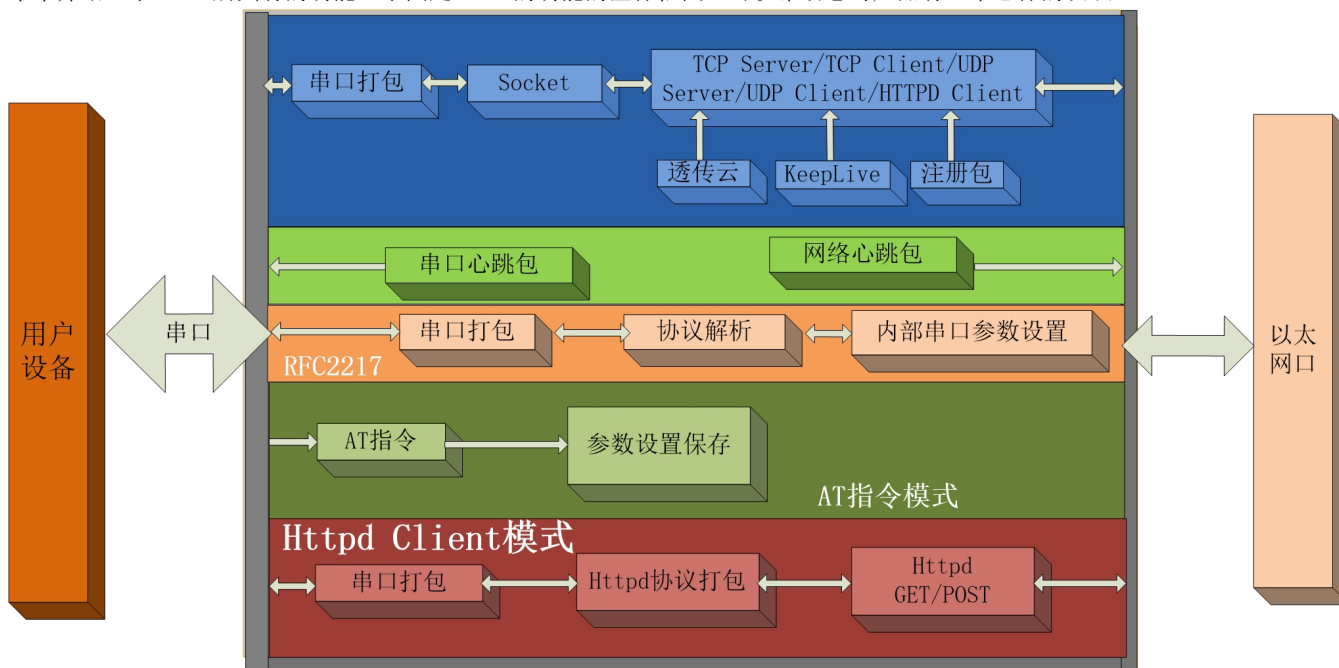 串口打包
Socket
TCP Server/TCP Client/UDP
Server/UDP Client/HTTPD Client
透传云
KeepLive
注册包
串口心跳包
网络心跳包
用户
设备
串口
串口打包
协议解析
内部串口参数设置
RFC2217
以太
网口
AT指令
参数设置保存
AT指令模式
Httpd Client模式
串口打包
Httpd协议打包
Httpd
GET/POST